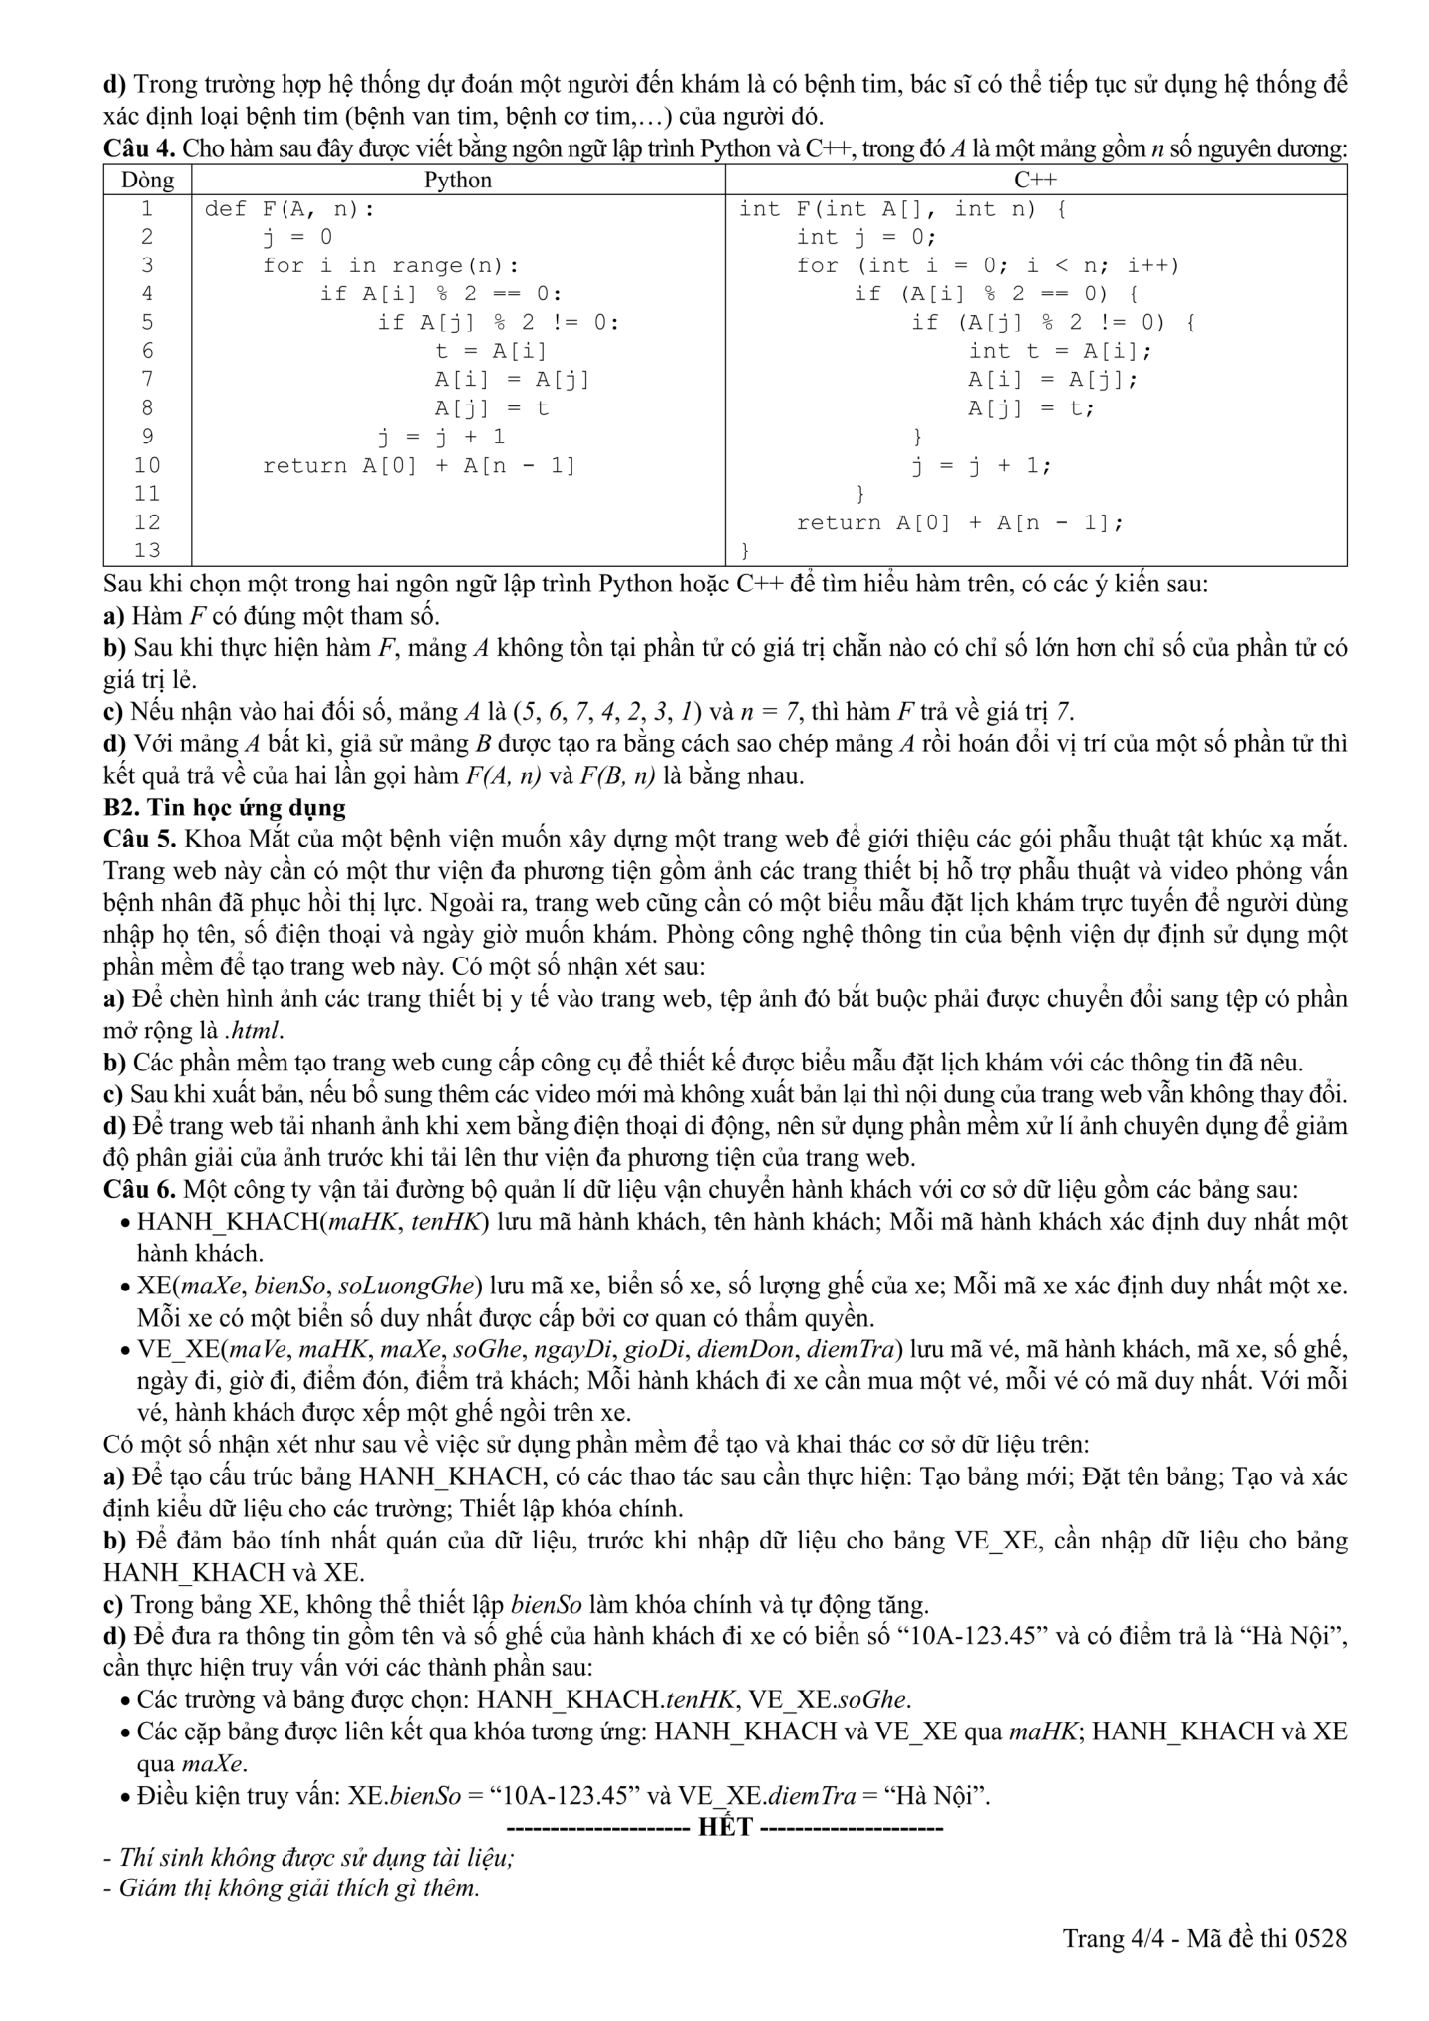 d) Trong trường hợp hệ thống dự đoán một người đến khám là có bệnh tim, bác sĩ có thể tiếp tục sử dụng hệ thống để
xác định loại bệnh tim (bệnh van tim, bệnh cơ tim,…) của người đó.
Câu 4. Cho hàm sau đây được viết bằng ngôn ngữ lập trình Python và C++, trong đó A là một mảng gồm n số nguyên dương:
Dòng Python C++
1 def F(A, n): int F(int A[], int n) {
2 j = 0 int j = 0;
3 for i in range(n): for (int i = 0; i < n; i++)
4 if A[i] % 2 == 0: if (A[i] % 2 == 0) {
5 if A[j] % 2 != 0: if (A[j] % 2 != 0) {
6 t = A[i] int t = A[i];
7 A[i] = A[j] A[i] = A[j];
8 A[j] = t A[j] = t;
9 j = j + 1 }
10 return A[0] + A[n - 1] j = j + 1;
11 }
12 return A[0] + A[n - 1];
13 }
Sau khi chọn một trong hai ngôn ngữ lập trình Python hoặc C++ để tìm hiểu hàm trên, có các ý kiến sau:
a) Hàm F có đúng một tham số.
b) Sau khi thực hiện hàm F, mảng A không tồn tại phần tử có giá trị chẵn nào có chỉ số lớn hơn chỉ số của phần tử có
giá trị lẻ.
c) Nếu nhận vào hai đối số, mảng A là (5, 6, 7, 4, 2, 3, 1) và n = 7, thì hàm F trả về giá trị 7.
d) Với mảng A bất kì, giả sử mảng B được tạo ra bằng cách sao chép mảng A rồi hoán đổi vị trí của một số phần tử thì
kết quả trả về của hai lần gọi hàm F(A, n) và F(B, n) là bằng nhau.
B2. Tin học ứng dụng
Câu 5. Khoa Mắt của một bệnh viện muốn xây dựng một trang web để giới thiệu các gói phẫu thuật tật khúc xạ mắt.
Trang web này cần có một thư viện đa phương tiện gồm ảnh các trang thiết bị hỗ trợ phẫu thuật và video phỏng vấn
bệnh nhân đã phục hồi thị lực. Ngoài ra, trang web cũng cần có một biểu mẫu đặt lịch khám trực tuyến để người dùng
nhập họ tên, số điện thoại và ngày giờ muốn khám. Phòng công nghệ thông tin của bệnh viện dự định sử dụng một
phần mềm để tạo trang web này. Có một số nhận xét sau:
a) Để chèn hình ảnh các trang thiết bị y tế vào trang web, tệp ảnh đó bắt buộc phải được chuyển đổi sang tệp có phần
mở rộng là .html.
b) Các phần mềm tạo trang web cung cấp công cụ để thiết kế được biểu mẫu đặt lịch khám với các thông tin đã nêu.
c) Sau khi xuất bản, nếu bổ sung thêm các video mới mà không xuất bản lại thì nội dung của trang web vẫn không thay đổi.
d) Để trang web tải nhanh ảnh khi xem bằng điện thoại di động, nên sử dụng phần mềm xử lí ảnh chuyên dụng để giảm
độ phân giải của ảnh trước khi tải lên thư viện đa phương tiện của trang web.
Câu 6. Một công ty vận tải đường bộ quản lí dữ liệu vận chuyển hành khách với cơ sở dữ liệu gồm các bảng sau:
• HANH_KHACH(maHK, tenHK) lưu mã hành khách, tên hành khách; Mỗi mã hành khách xác định duy nhất một
hành khách.
• XE(maXe, bienSo, soLuongGhe) lưu mã xe, biển số xe, số lượng ghế của xe; Mỗi mã xe xác định duy nhất một xe.
Mỗi xe có một biển số duy nhất được cấp bởi cơ quan có thẩm quyền.
• VE_XE(maVe, maHK, maXe, soGhe, ngayDi, gioDi, diemDon, diemTra) lưu mã vé, mã hành khách, mã xe, số ghế,
ngày đi, giờ đi, điểm đón, điểm trả khách; Mỗi hành khách đi xe cần mua một vé, mỗi vé có mã duy nhất. Với mỗi
vé, hành khách được xếp một ghế ngồi trên xe.
Có một số nhận xét như sau về việc sử dụng phần mềm để tạo và khai thác cơ sở dữ liệu trên:
a) Để tạo cấu trúc bảng HANH_KHACH, có các thao tác sau cần thực hiện: Tạo bảng mới; Đặt tên bảng; Tạo và xác
định kiểu dữ liệu cho các trường; Thiết lập khóa chính.
b) Để đảm bảo tính nhất quán của dữ liệu, trước khi nhập dữ liệu cho bảng VE_XE, cần nhập dữ liệu cho bảng
HANH_KHACH và XE.
c) Trong bảng XE, không thể thiết lập bienSo làm khóa chính và tự động tăng.
d) Để đưa ra thông tin gồm tên và số ghế của hành khách đi xe có biển số “10A-123.45” và có điểm trả là “Hà Nội”,
cần thực hiện truy vấn với các thành phần sau:
• Các trường và bảng được chọn: HANH_KHACH.tenHK, VE_XE.soGhe.
• Các cặp bảng được liên kết qua khóa tương ứng: HANH_KHACH và VE_XE qua maHK; HANH_KHACH và XE
qua maXe.
• Điều kiện truy vấn: XE.bienSo = “10A-123.45” và VE_XE.diemTra = “Hà Nội”.
--------------------- HẾT ---------------------
- Thí sinh không được sử dụng tài liệu;
- Giám thị không giải thích gì thêm.
Trang 4/4 - Mã đề thi 0528